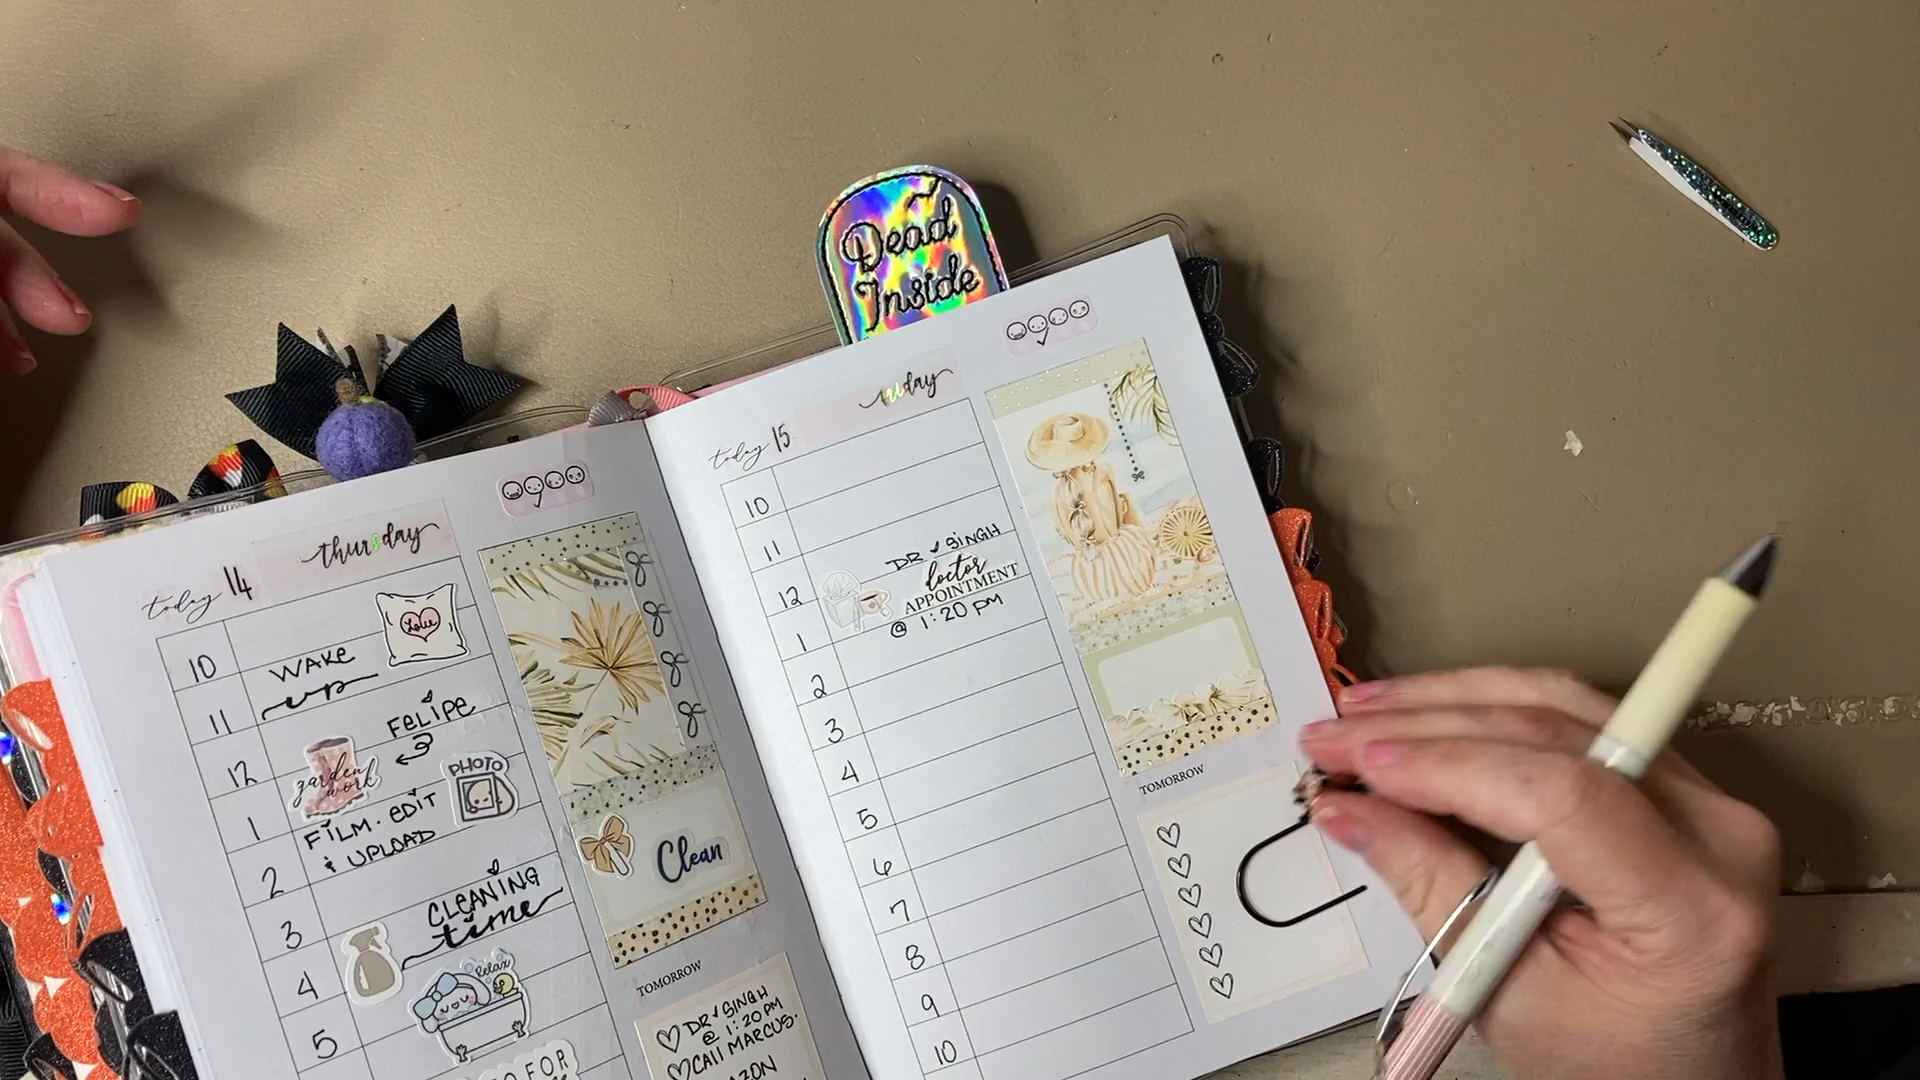 Dead
Inside
today 14
thursday
10
WAKE
up
Love
11
FELIPE
12
garden
work
PHOTO
1
FILM. EDIT
& UPLOAD
2
3
CLEANING
time
4
Relax
5
FOR
Clean
TOMORROW
DR SINGH
@ 1:20 PM
CALL MARCUS.
today 15
friday
10
11
DR SINGH
12
doctor
APPOINTMENT
@ 1:20 PM
1
2
3
4
5
6
7
8
9
10
TOMORROW